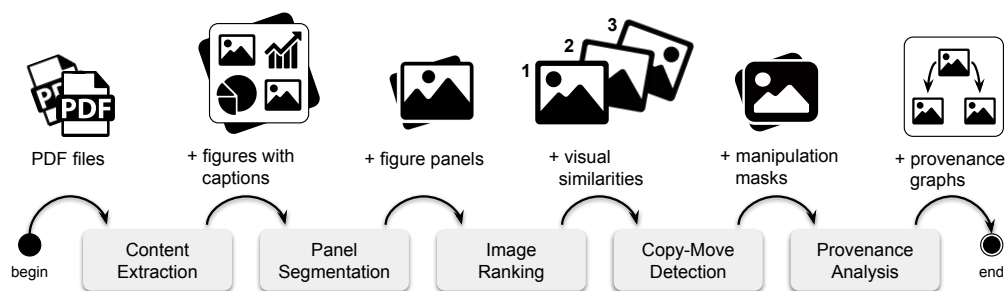 1 2 3
PDF PDF
PDF files
+ figures with
captions
+ figure panels
+ visual
similarities
+ manipulation
masks
+ provenance
graphs
begin
Content
Extraction
Panel
Segmentation
Image
Ranking
Copy-Move
Detection
Provenance
Analysis
end